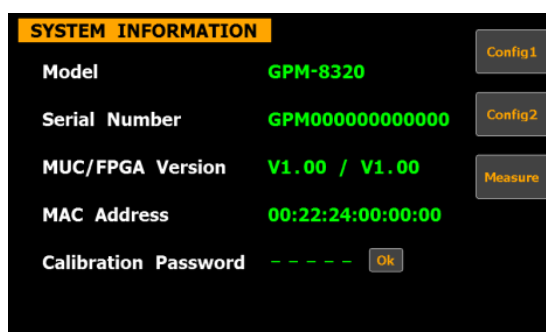 SYSTEM INFORMATION
Config1
Model GPM-8320
Serial Number GPM000000000000
Config2
MUC/FPGA Version V1.00 / V1.00
Measure
MAC Address 00:22:24:00:00:00
Calibration Password - - - - - Ok